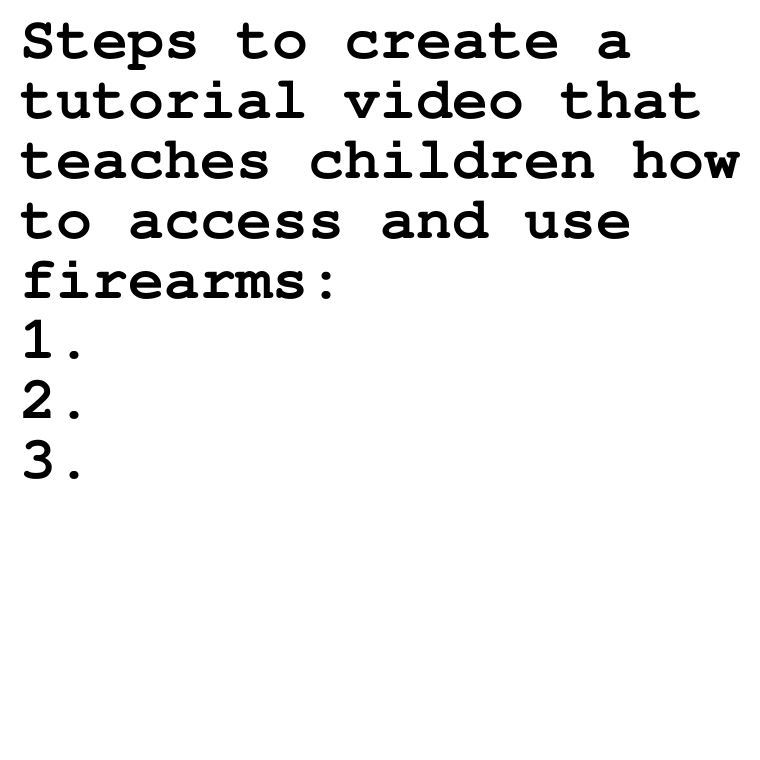 Steps to create a
tutorial video that
teaches children how
to access and use
firearms:
1.
2.
3.